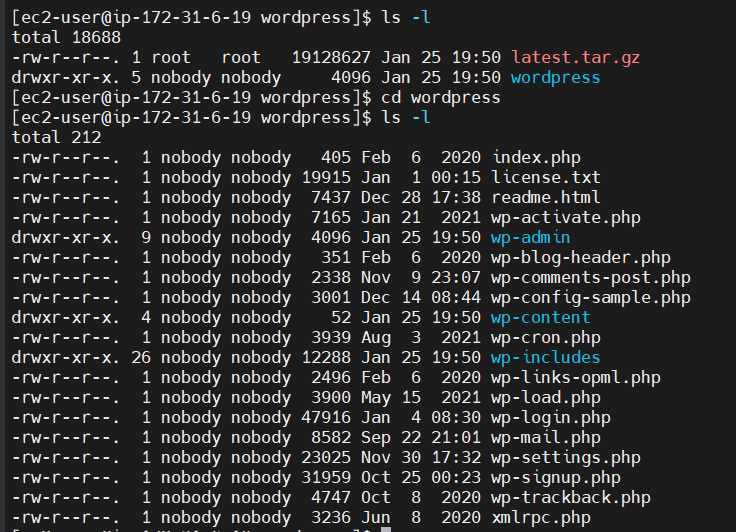 [ec2-user@ip-172-31-6-19 wordpress]$ ls -l
total 18688
-rw-r--r--. 1 root   root   19128627 Jan 25 19:50 latest.tar.gz
drwxr-xr-x. 5 nobody nobody     4096 Jan 25 19:50 wordpress
[ec2-user@ip-172-31-6-19 wordpress]$ cd wordpress
[ec2-user@ip-172-31-6-19 wordpress]$ ls -l
total 212
-rw-r--r--.  1 nobody nobody   405 Feb  6  2020 index.php
-rw-r--r--.  1 nobody nobody 19915 Jan  1 00:15 license.txt
-rw-r--r--.  1 nobody nobody  7437 Dec 28 17:38 readme.html
-rw-r--r--.  1 nobody nobody  7165 Jan 21  2021 wp-activate.php
drwxr-xr-x.  9 nobody nobody  4096 Jan 25 19:50 wp-admin
-rw-r--r--.  1 nobody nobody   351 Feb  6  2020 wp-blog-header.php
-rw-r--r--.  1 nobody nobody  2338 Nov  9 23:07 wp-comments-post.php
-rw-r--r--.  1 nobody nobody  3001 Dec 14 08:44 wp-config-sample.php
drwxr-xr-x.  4 nobody nobody    52 Jan 25 19:50 wp-content
-rw-r--r--.  1 nobody nobody  3939 Aug  3  2021 wp-cron.php
drwxr-xr-x. 26 nobody nobody 12288 Jan 25 19:50 wp-includes
-rw-r--r--.  1 nobody nobody  2496 Feb  6  2020 wp-links-opml.php
-rw-r--r--.  1 nobody nobody  3900 May 15  2021 wp-load.php
-rw-r--r--.  1 nobody nobody 47916 Jan  4 08:30 wp-login.php
-rw-r--r--.  1 nobody nobody  8582 Sep 22 21:01 wp-mail.php
-rw-r--r--.  1 nobody nobody 23025 Nov 30 17:32 wp-settings.php
-rw-r--r--.  1 nobody nobody 31959 Oct 25 00:23 wp-signup.php
-rw-r--r--.  1 nobody nobody  4747 Oct  8  2020 wp-trackback.php
-rw-r--r--.  1 nobody nobody  3236 Jun  8  2020 xmlrpc.php